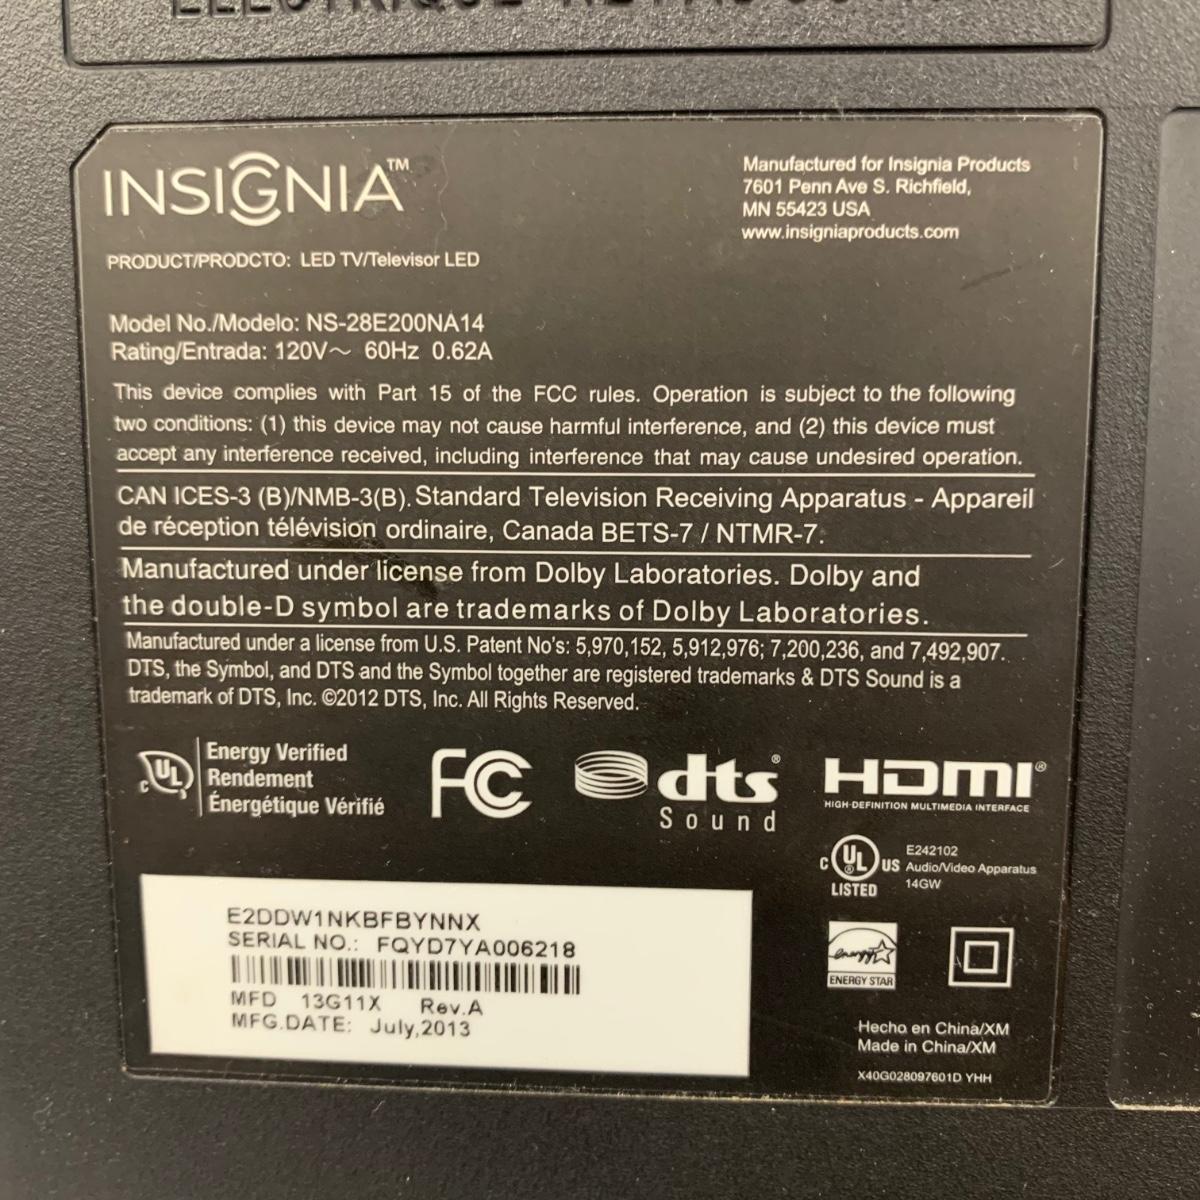 INSIGNIA™
Manufactured for Insignia Products
7601 Penn Ave S. Richfield,
MN 55423 USA
www.insigniaproducts.com
PRODUCT/PRODCTO: LED TV/Televisor LED
Model No./Modelo: NS-28E200NA14
Rating/Entrada: 120V～ 60Hz 0.62A
This device complies with Part 15 of the FCC rules. Operation is subject to the following
two conditions: (1) this device may not cause harmful interference, and (2) this device must
accept any interference received, including interference that may cause undesired operation.
CAN ICES-3 (B)/NMB-3(B). Standard Television Receiving Apparatus - Appareil
de réception télévision ordinaire, Canada BETS-7 / NTMR-7.
Manufactured under license from Dolby Laboratories. Dolby and
the double-D symbol are trademarks of Dolby Laboratories.
Manufactured under a license from U.S. Patent No's: 5,970,152, 5,912,976; 7,200,236, and 7,492,907.
DTS, the Symbol, and DTS and the Symbol together are registered trademarks & DTS Sound is a
trademark of DTS, Inc. ©2012 DTS, Inc. All Rights Reserved.
C UL
Energy Verified
Rendement
Énergétique Vérifié
FC
dts®
Sound
HDMI®
HIGH-DEFINITION MULTIMEDIA INTERFACE
C UL® US
LISTED
E242102
Audio/Video Apparatus
14GW
E2DDW1NKBFBYNNX
SERIAL NO.: FQYD7YA006218
MFD 13G11X Rev.A
MFG.DATE: July,2013
energy
ENERGY STAR
Hecho en China/XM
Made in China/XM
X40G028097601D YHH